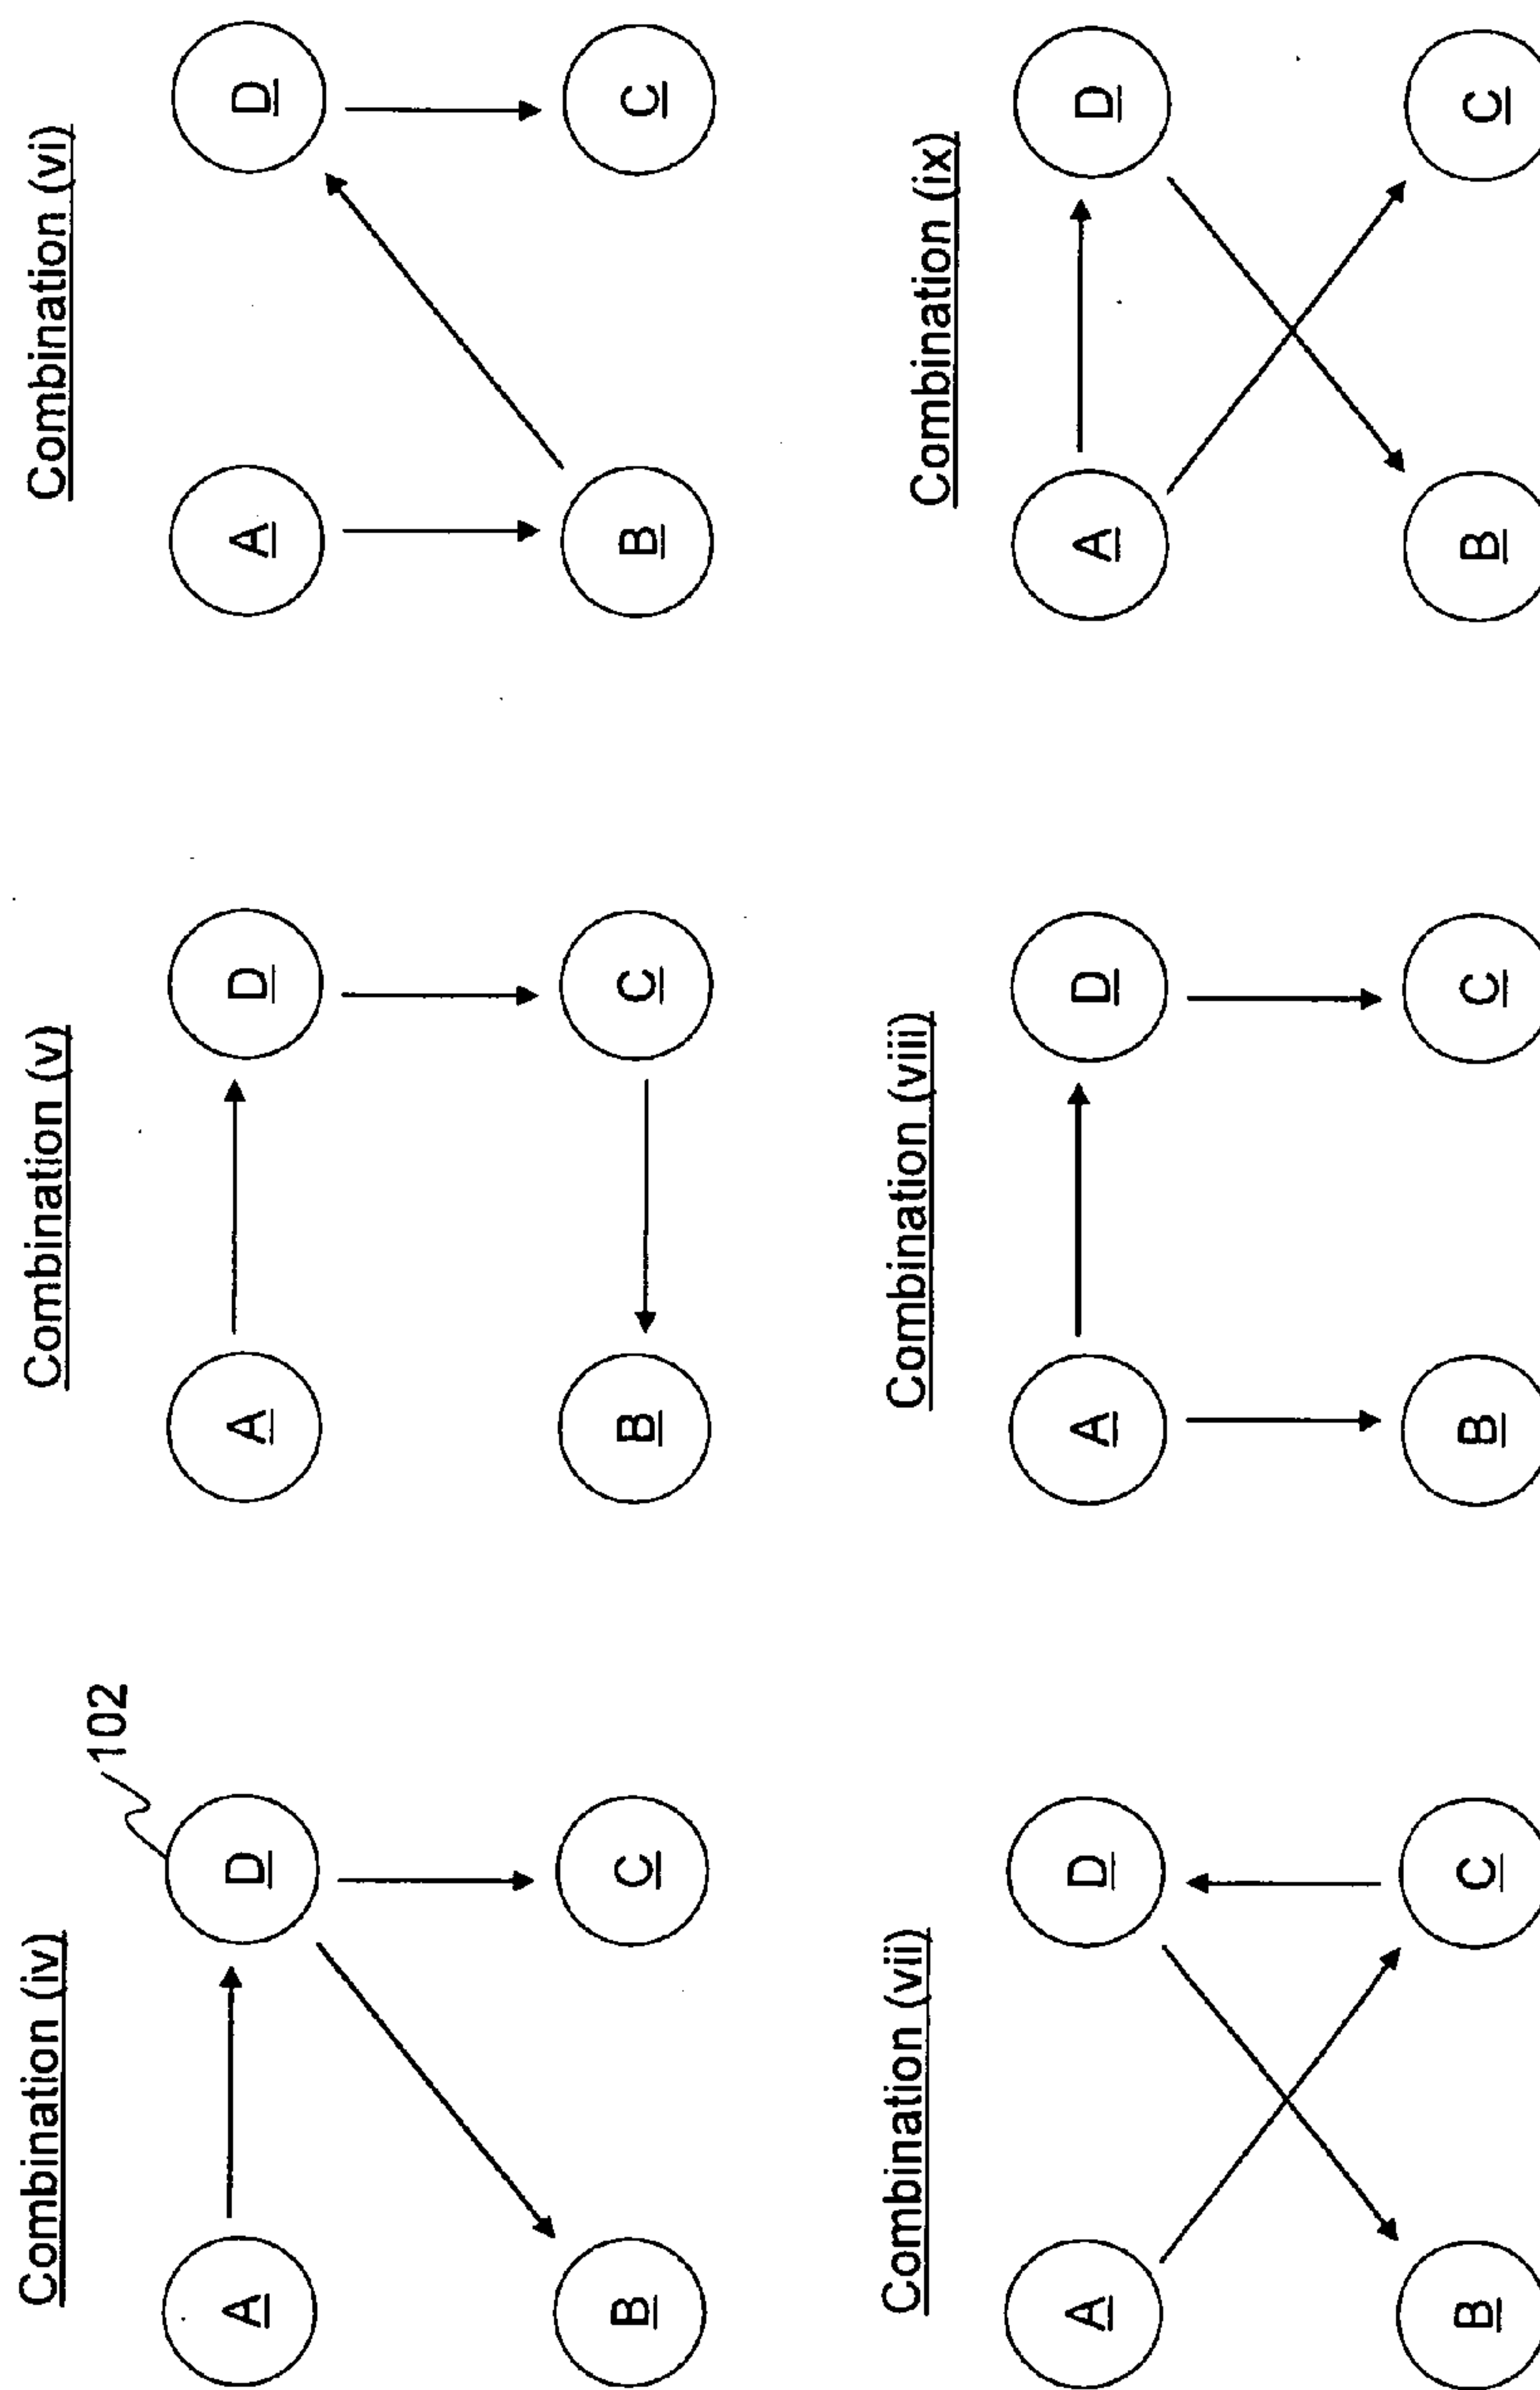 Combination (iv)
Combination (v)
Combination (vi)
102
A
D
A
D
A
D
B
C
B
C
B
C
Combination (vii)
Combination (viii)
Combination (ix)
A
D
A
D
A
D
B
C
B
C
B
C